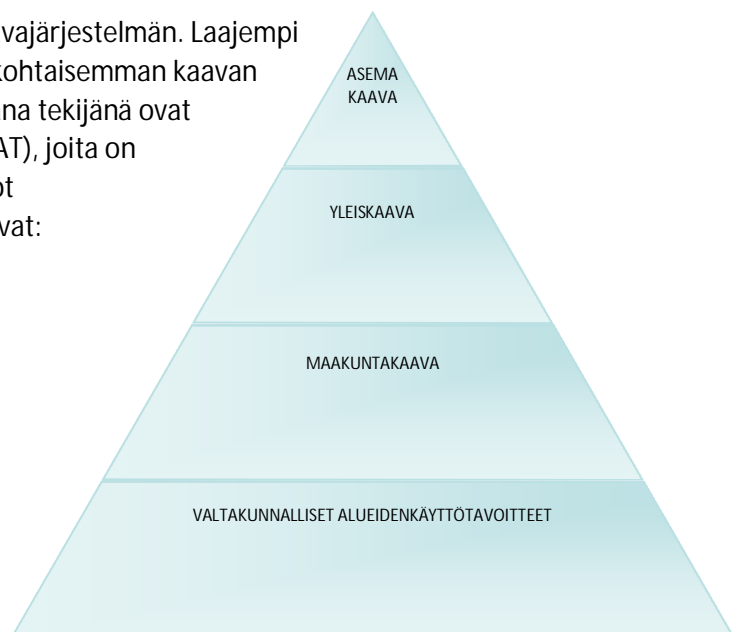 vajärjestelmän. Laajempi
kohtaisemman kaavan
na tekijänä ovat
AT), joita on
ot
vat:
ASEMA
KAAVA
YLEISKAAVA
MAAKUNTAKAAVA
VALTAKUNNALLISET ALUEIDENKÄYTTÖTAVOITTEET